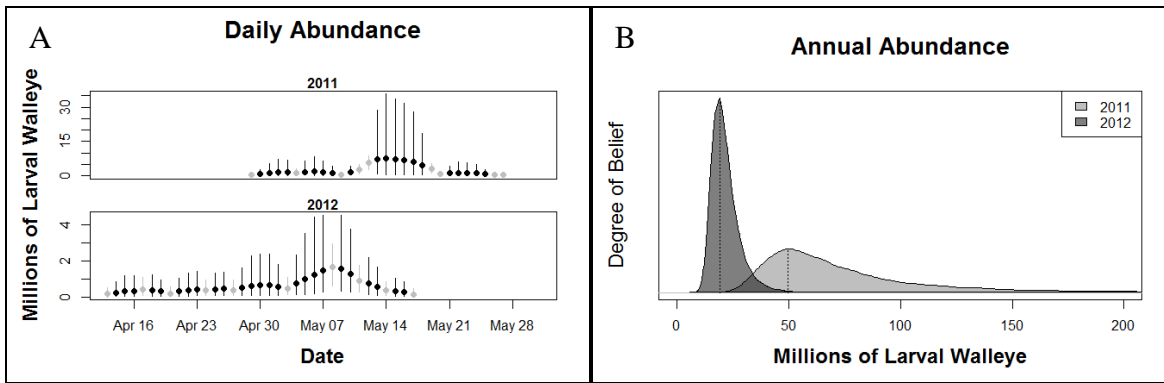 A
Daily Abundance
Millions of Larval Walleye
2011
30
15
0
2012
4
2
0
Apr 16 Apr 23 Apr 30 May 07 May 14 May 21 May 28
Date
B
Annual Abundance
Degree of Belief
2011
2012
0 50 100 150 200
Millions of Larval Walleye